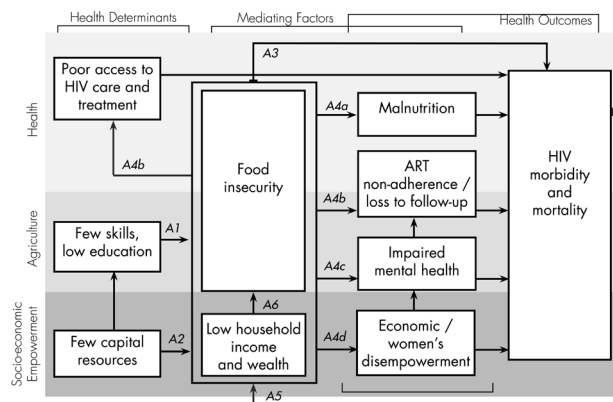 Health Determinants
Mediating Factors
Health Outcomes
Health
Agriculture
Socio-economic
Empowerment
A3
Poor access to
HIV care and
treatment
A4b
Few skills,
low education
A1
Few capital
resources
A2
Food
insecurity
A6
Low household
income
and wealth
A5
A4a
Malnutrition
A4b
ART
non-adherence /
loss to follow-up
A4c
Impaired
mental health
A4d
Economic /
women's
disempowerment
HIV
morbidity
and
mortality